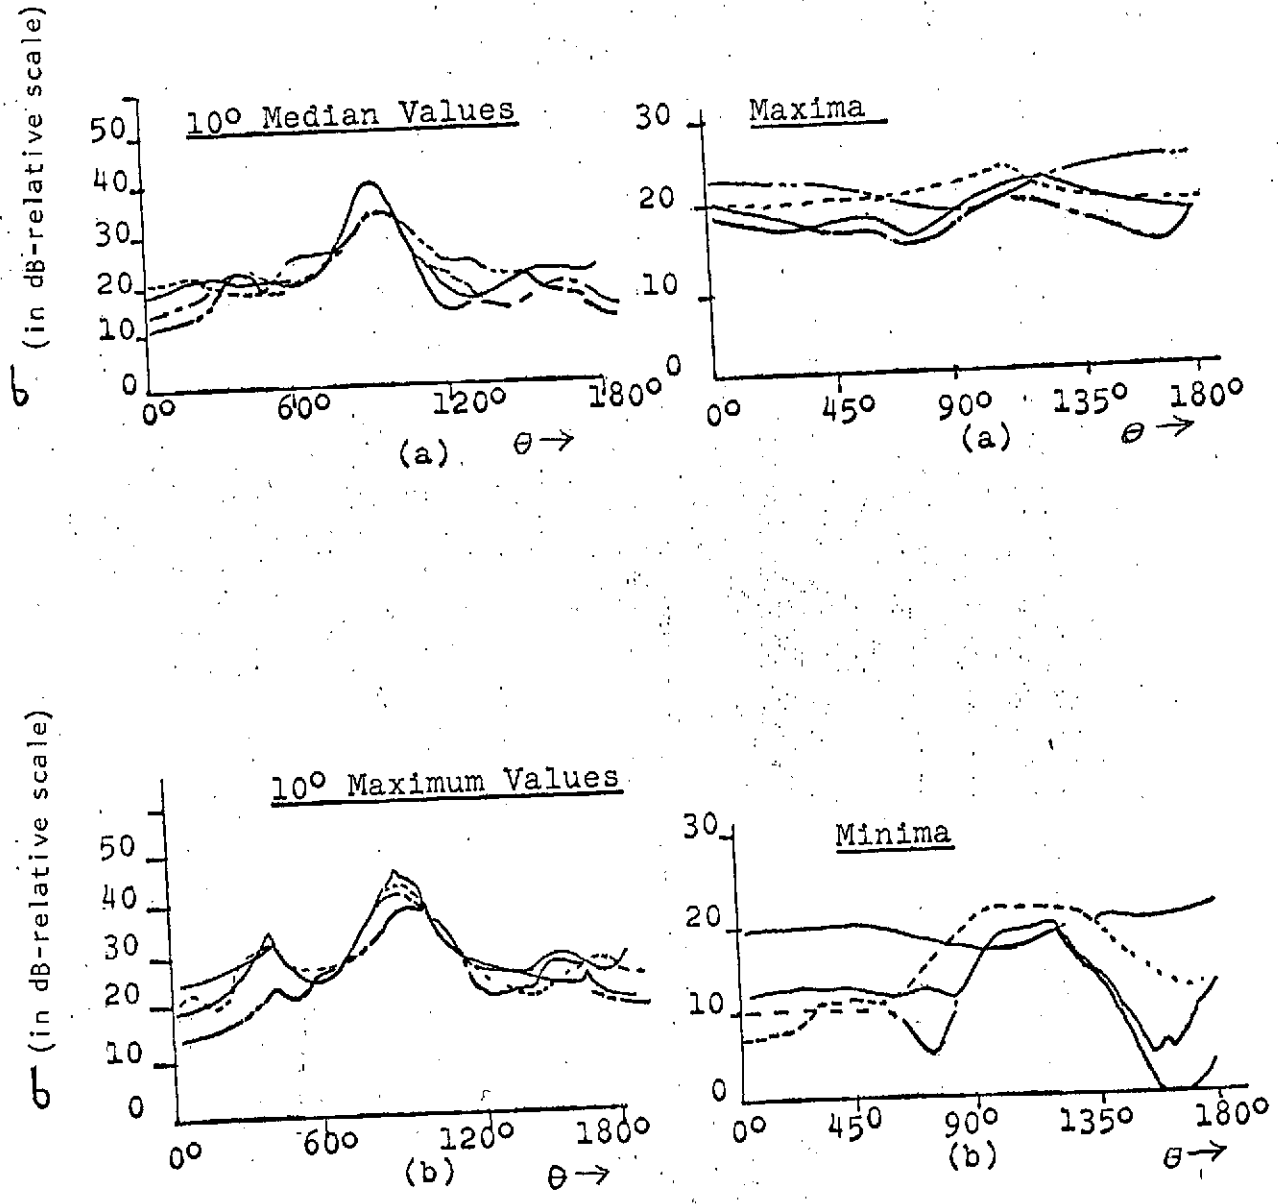 σ (in dB-relative scale)
10° Median Values
50
40
30
20
10
0
0° 60° 120° 180°
(a) θ →
Maxima
30
20
10
0
0° 45° 90° 135° 180°
(a) θ →
σ (in dB-relative scale)
10° Maximum Values
50
40
30
20
10
0
0° 60° 120° 180°
(b) θ →
Minima
30
20
10
0
0° 45° 90° 135° 180°
(b) θ →